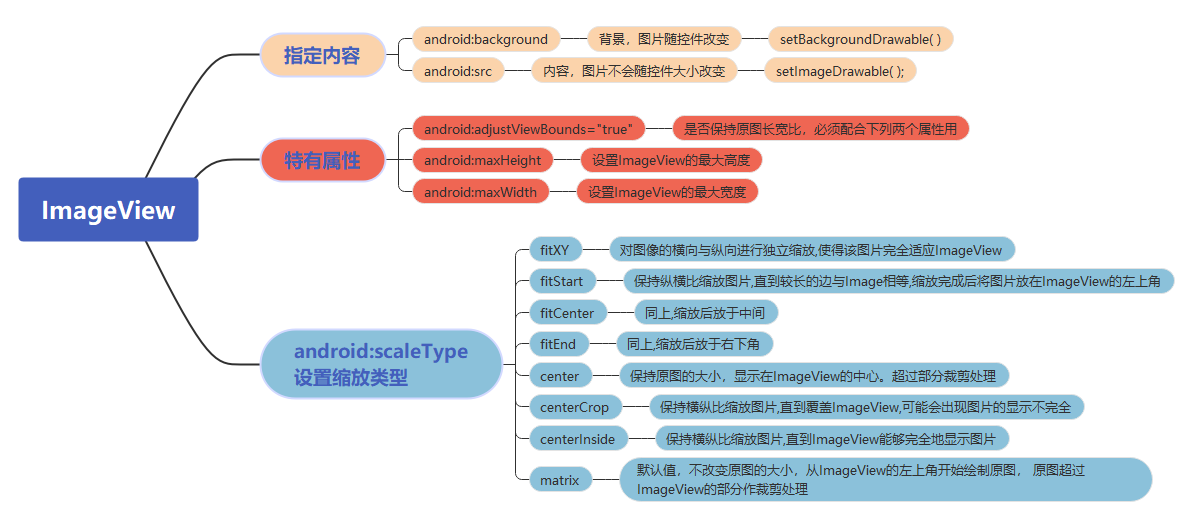 ImageView
指定内容
android:background
背景，图片随控件改变
setBackgroundDrawable( )
android:src
内容，图片不会随控件大小改变
setImageDrawable( );
特有属性
android:adjustViewBounds="true"
是否保持原图长宽比，必须配合下列两个属性用
android:maxHeight
设置ImageView的最大高度
android:maxWidth
设置ImageView的最大宽度
android:scaleType
设置缩放类型
fitXY
对图像的横向与纵向进行独立缩放,使得该图片完全适应ImageView
fitStart
保持纵横比缩放图片,直到较长的边与Image相等,缩放完成后将图片放在ImageView的左上角
fitCenter
同上,缩放后放于中间
fitEnd
同上,缩放后放于右下角
center
保持原图的大小，显示在ImageView的中心。超过部分裁剪处理
centerCrop
保持横纵比缩放图片,直到覆盖ImageView,可能会出现图片的显示不完全
centerInside
保持横纵比缩放图片,直到ImageView能够完全地显示图片
matrix
默认值，不改变原图的大小，从ImageView的左上角开始绘制原图， 原图超过
ImageView的部分作裁剪处理